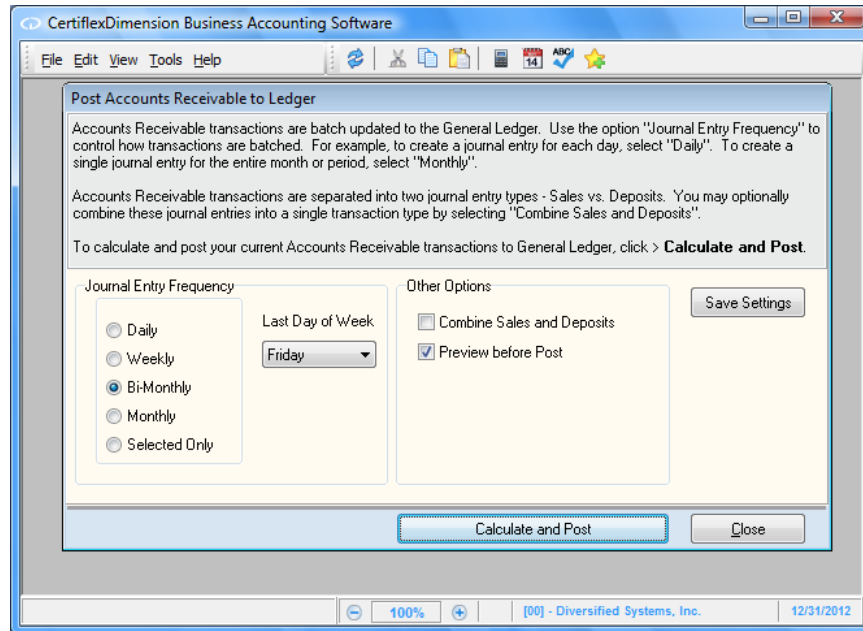 CertiflexDimension Business Accounting Software
File Edit View Tools Help
14
ABC
Post Accounts Receivable to Ledger
Accounts Receivable transactions are batch updated to the General Ledger. Use the option "Journal Entry Frequency" to
control how transactions are batched. For example, to create a journal entry for each day, select "Daily". To create a
single journal entry for the entire month or period, select "Monthly".
Accounts Receivable transactions are separated into two journal entry types - Sales vs. Deposits. You may optionally
combine these journal entries into a single transaction type by selecting "Combine Sales and Deposits".
To calculate and post your current Accounts Receivable transactions to General Ledger, click > Calculate and Post.
Journal Entry Frequency
Daily
Weekly
Bi-Monthly
Monthly
Selected Only
Last Day of Week
Friday
Other Options
Combine Sales and Deposits
Preview before Post
Save Settings
Calculate and Post
Close
100%
[00] - Diversified Systems, Inc.
12/31/2012